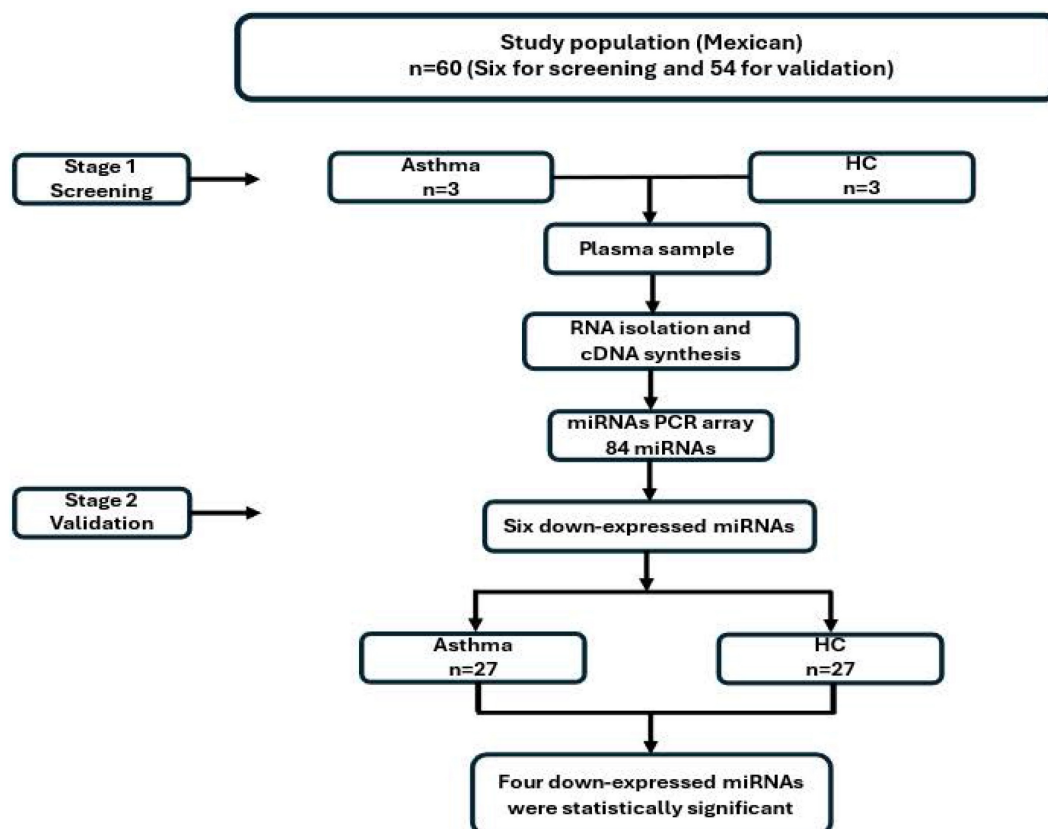 Study population (Mexican)
n=60 (Six for screening and 54 for validation)
Stage 1
Screening
Asthma
n=3
HC
n=3
Plasma sample
RNA isolation and
cDNA synthesis
miRNAs PCR array
84 miRNAs
Stage 2
Validation
Six down-expressed miRNAs
Asthma
n=27
HC
n=27
Four down-expressed miRNAs
were statistically significant